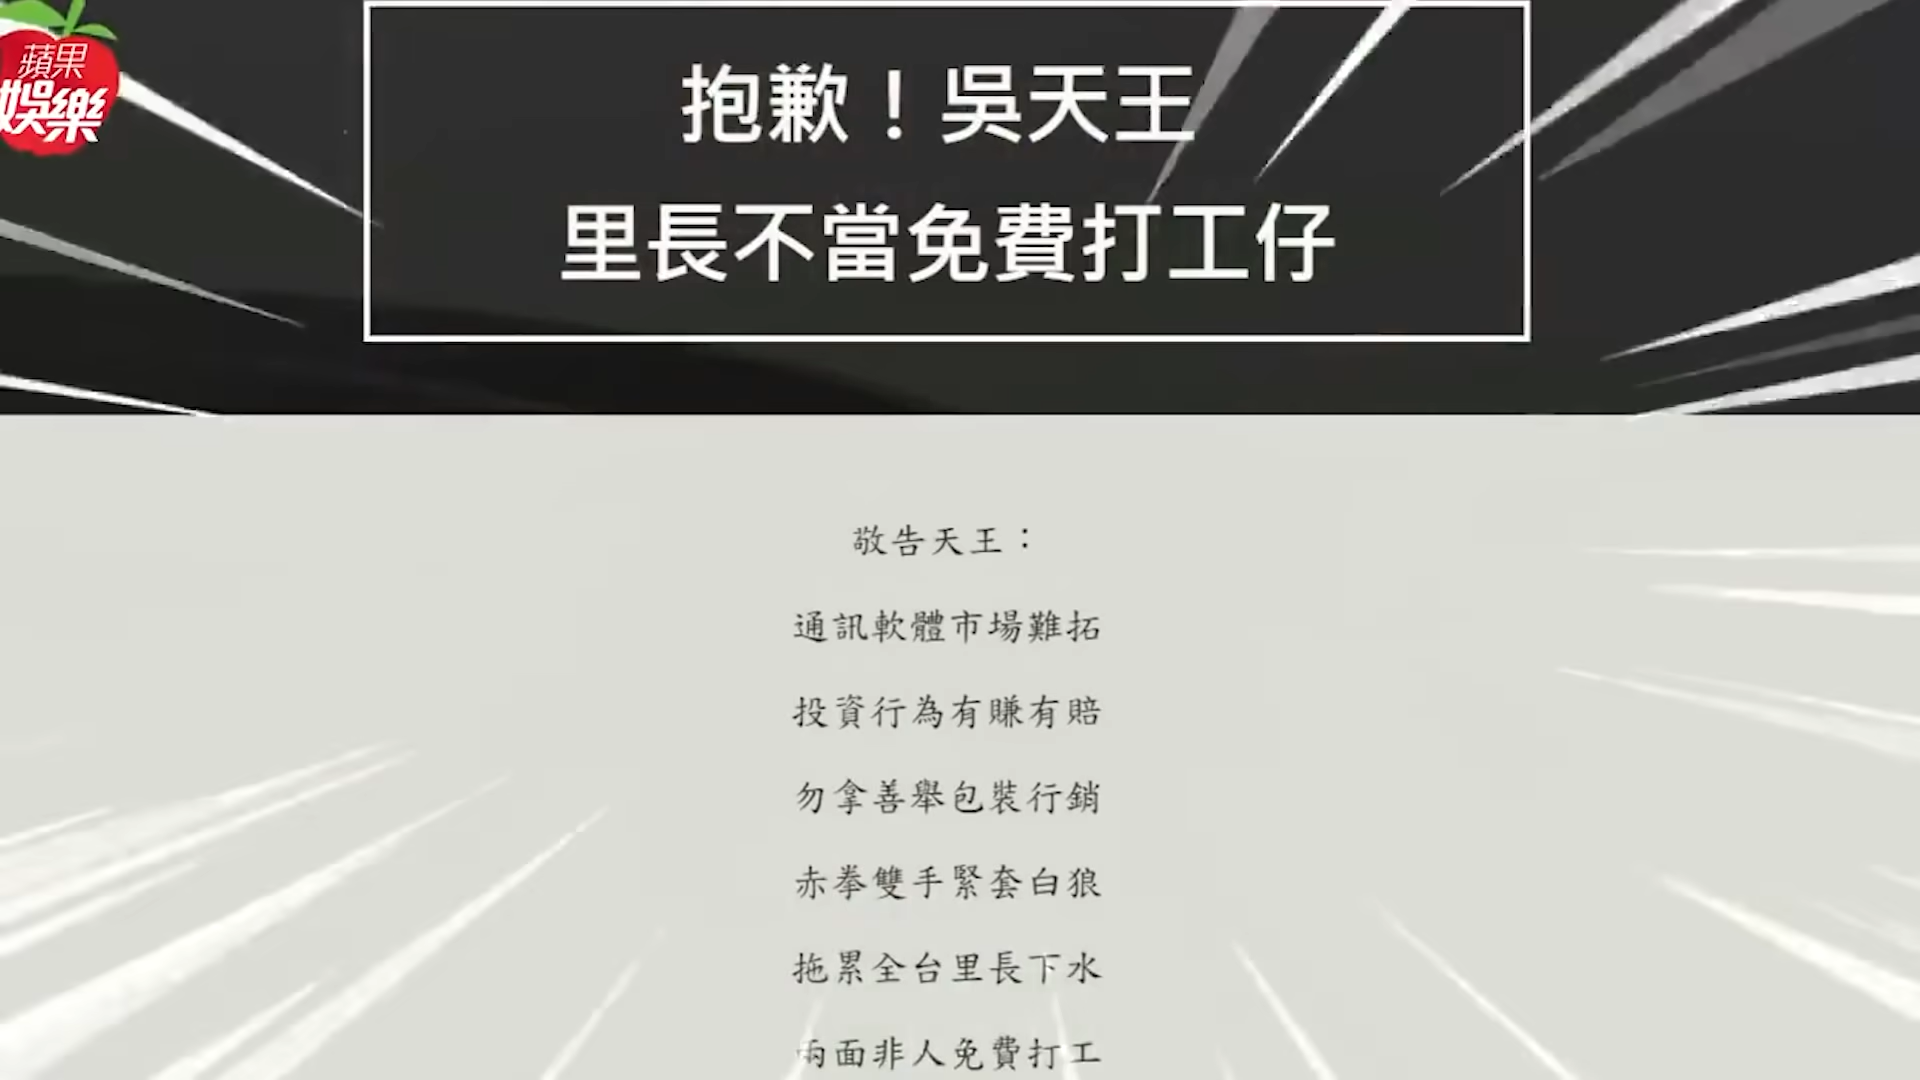 蘋果
娛樂
抱歉！吳天王
里長不當免費打工仔
敬告天王：
通訊軟體市場難拓
投資行為有賺有賠
勿拿善舉包裝行銷
赤拳雙手緊套白狼
拖累全台里長下水
兩面非人免費打工